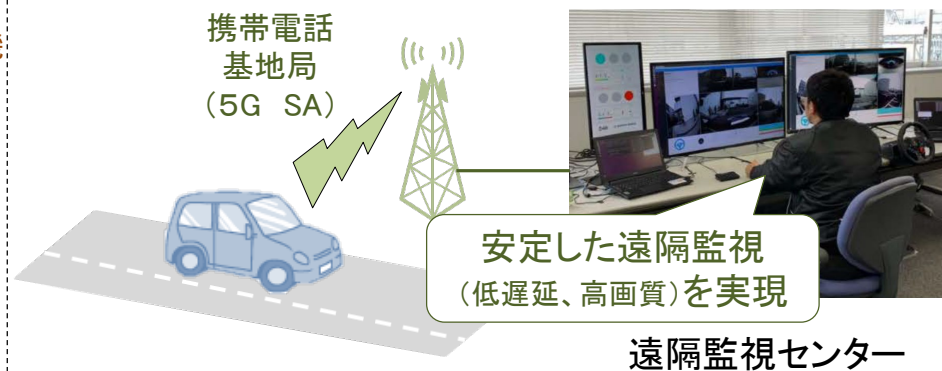 携帯電話
基地局
（5G　SA）
安定した遠隔監視
（低遅延、高画質）を実現
遠隔監視センター